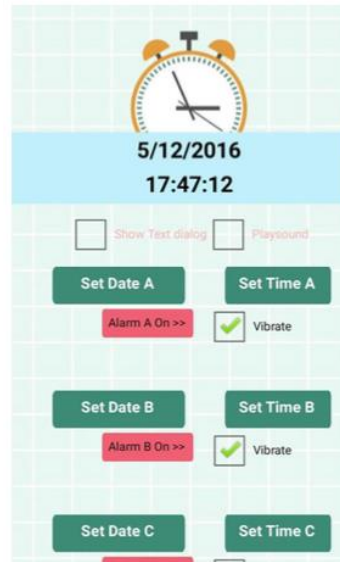 5/12/2016
17:47:12
Show Text dialog Playsound
Set Date A Set Time A
Alarm A On >> Vibrate
Set Date B Set Time B
Alarm B On >> Vibrate
Set Date C Set Time C